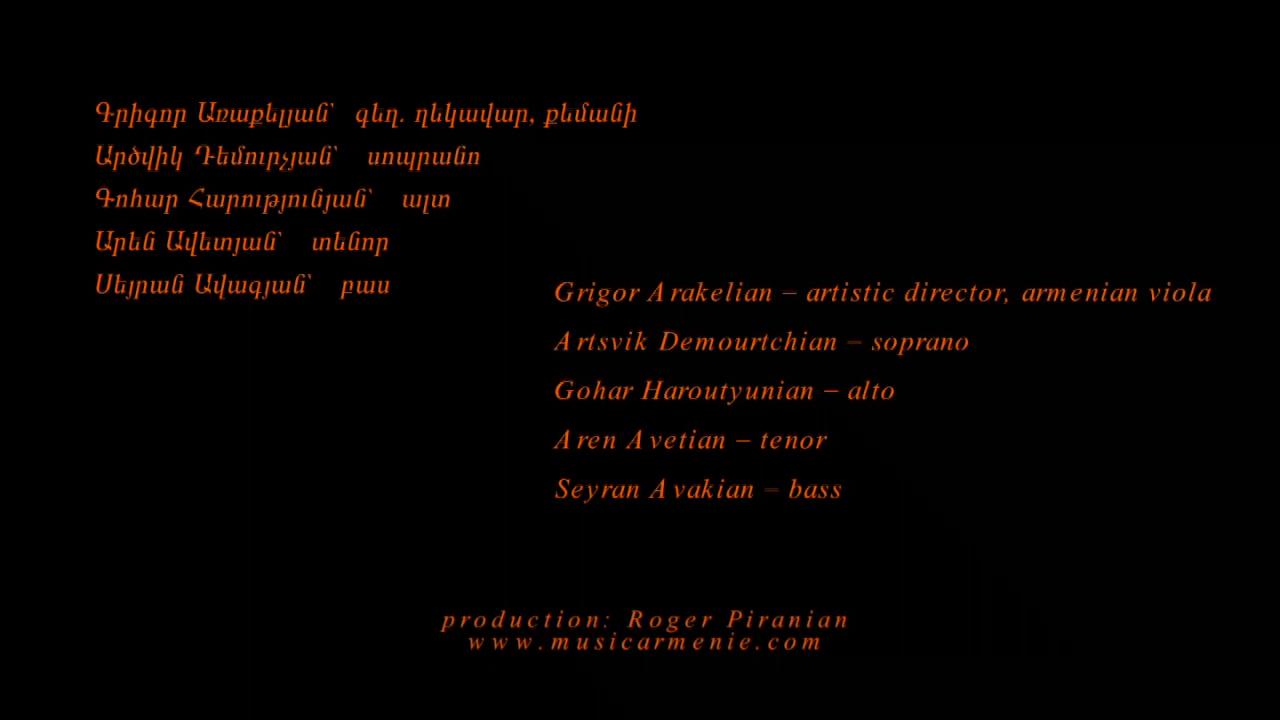 Գրիգոր Առաքելյան՝ գեղ. ղեկավար, քեմանի
Արծվիկ Դեմուրչյան՝ սոպրանո
Գոհար Հարությունյան՝ ալտ
Արեն Ավետյան՝ տենոր
Սեյրան Ավագյան՝ բաս
Grigor Arakelian – artistic director, armenian viola
Artsvik Demourtchian – soprano
Gohar Haroutyunian – alto
Aren Avetian – tenor
Seyran Avakian – bass
production: Roger Piranian
www.musicarmenie.com